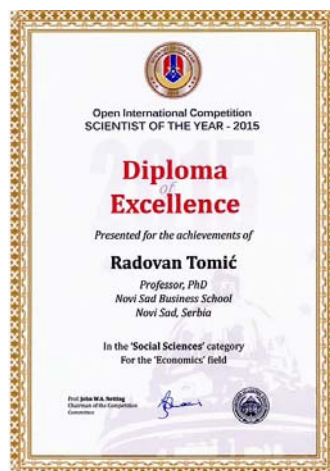 Open International Competition
SCIENTIST OF THE YEAR - 2015
Diploma
of
Excellence
Presented for the achievements of
Radovan Tomić
Professor, PhD
Novi Sad Business School
Novi Sad, Serbia
In the 'Social Sciences' category
For the 'Economics' field
Prof. John W.A. Netting
Chairman of the Competition
Committee